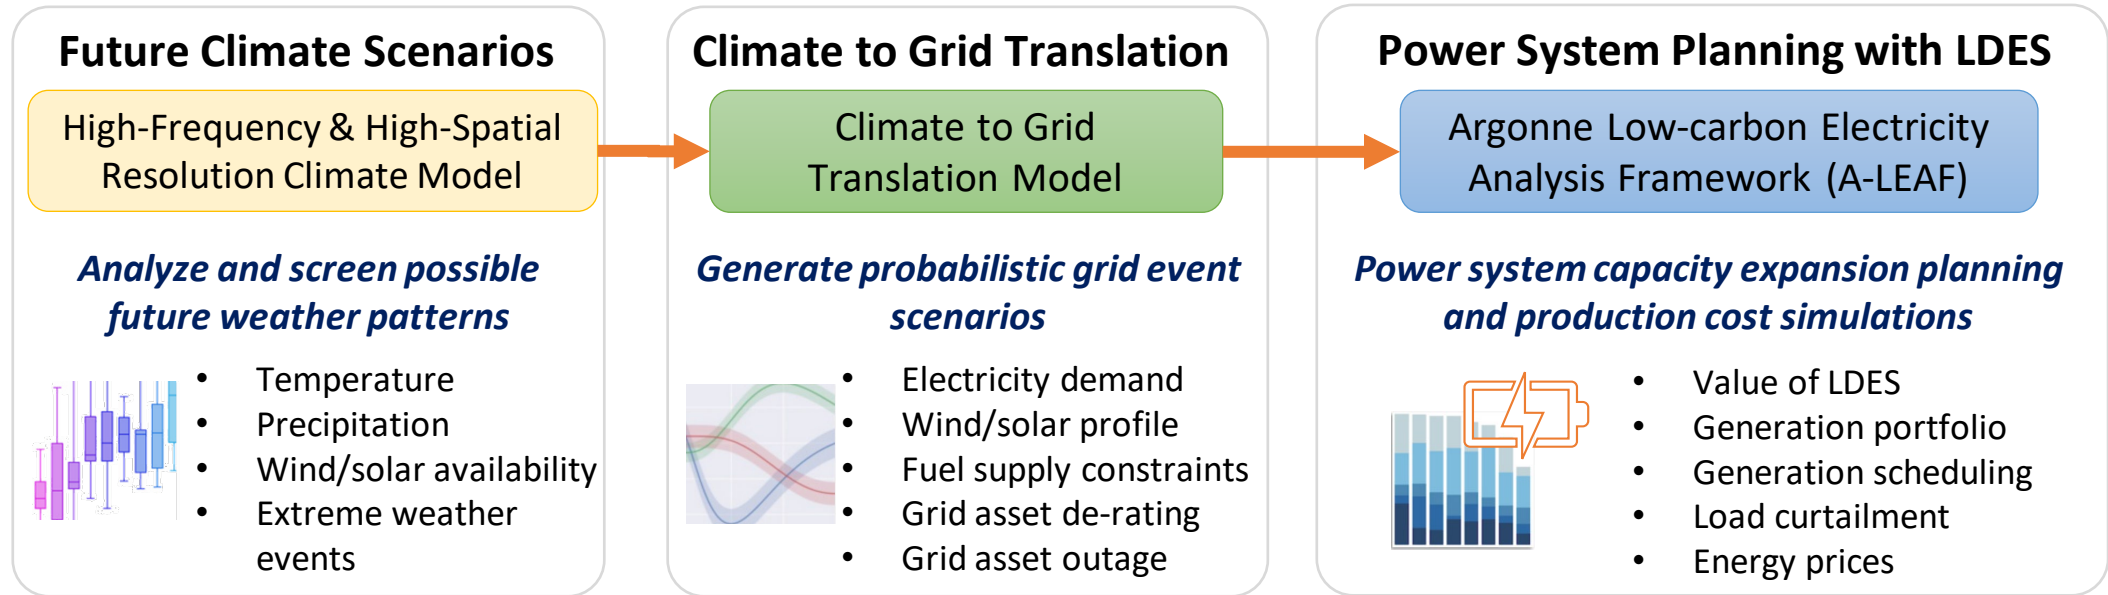 Future Climate Scenarios
High-Frequency & High-Spatial
Resolution Climate Model
Analyze and screen possible
future weather patterns
• Temperature
• Precipitation
• Wind/solar availability
• Extreme weather
events
Climate to Grid Translation
Climate to Grid
Translation Model
Generate probabilistic grid event
scenarios
• Electricity demand
• Wind/solar profile
• Fuel supply constraints
• Grid asset de-rating
• Grid asset outage
Power System Planning with LDES
Argonne Low-carbon Electricity
Analysis Framework (A-LEAF)
Power system capacity expansion planning
and production cost simulations
• Value of LDES
• Generation portfolio
• Generation scheduling
• Load curtailment
• Energy prices